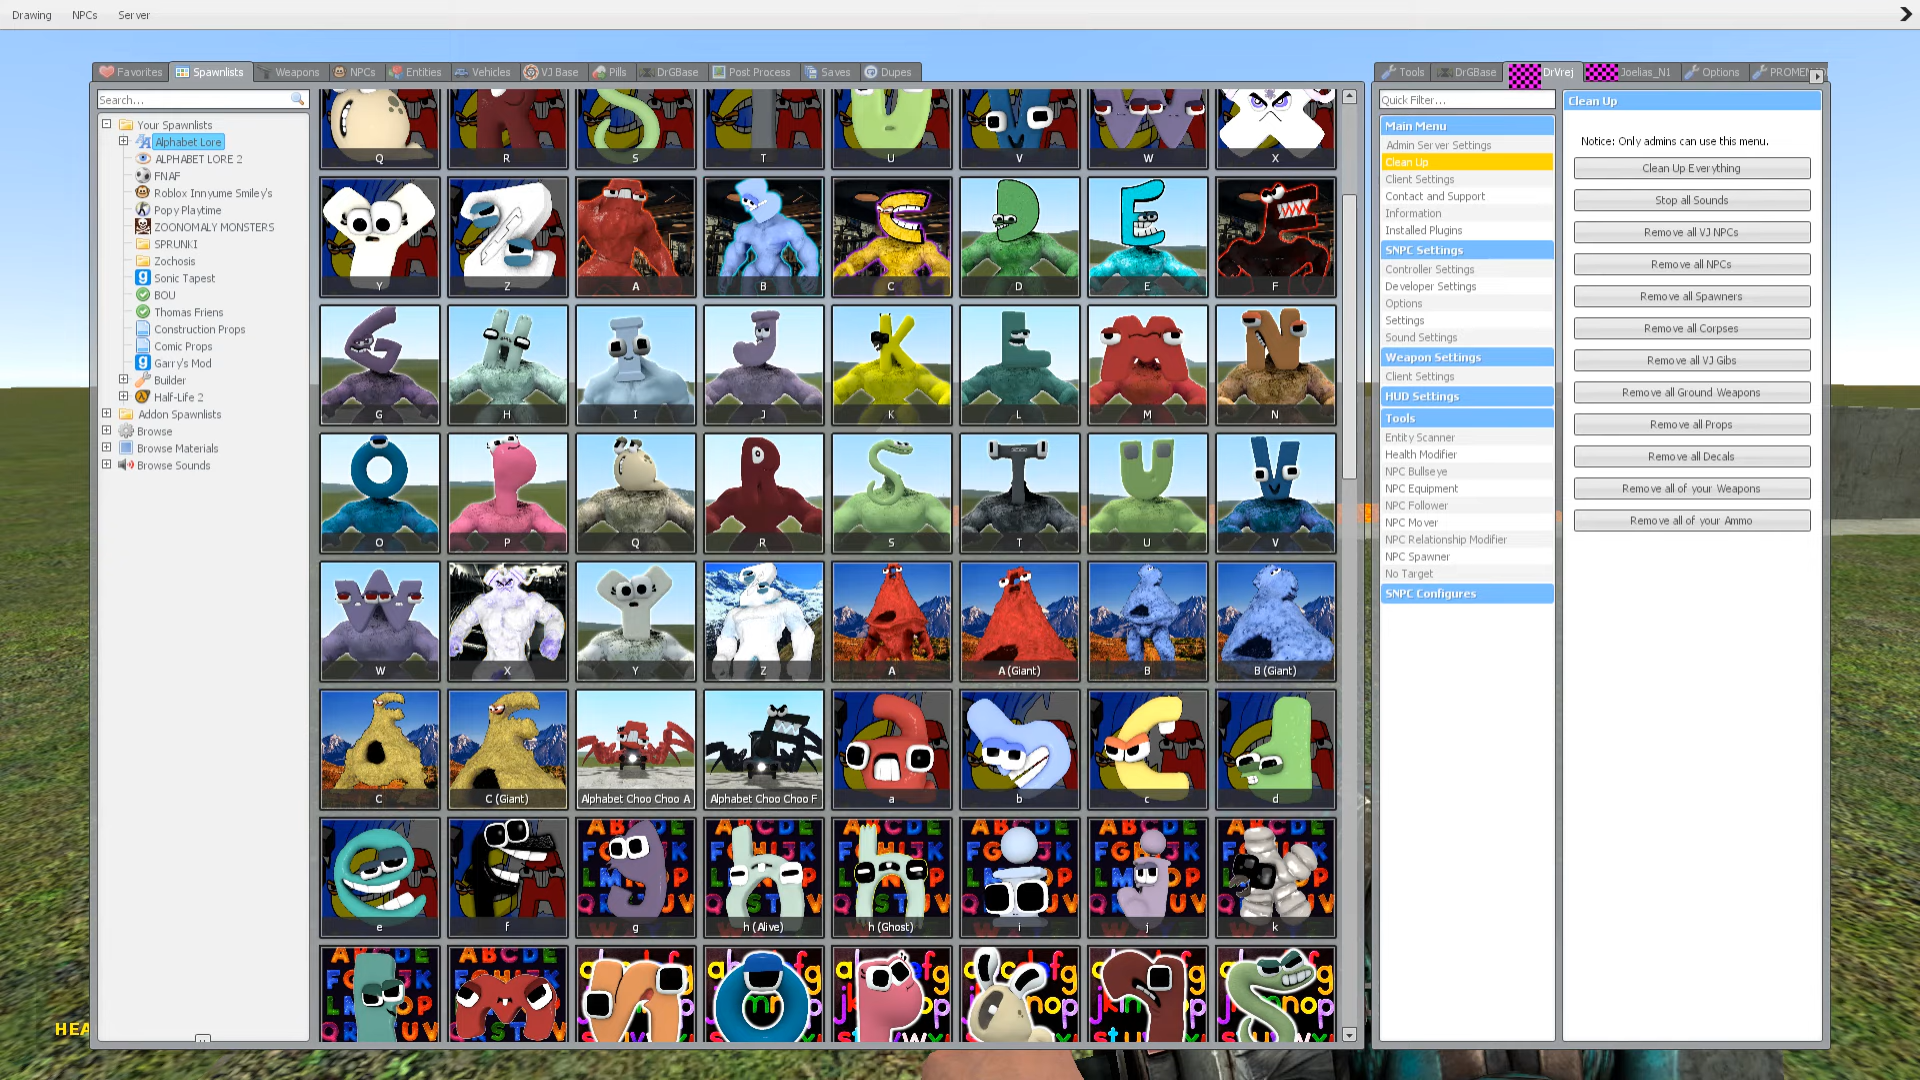 Drawing NPCs Server
Favorites Spawnlists Weapons NPCs Entities Vehicles VJ Base Pills DrGBase Post Process Saves Dupes
Search...
Your Spawnlists
Alphabet Lore
ALPHABET LORE 2
FNAF
Roblox Innyume Smiley's
Popy Playtime
ZOONOMALY MONSTERS
SPRUNKI
Zochosis
Sonic Tapest
BOU
Thomas Friens
Construction Props
Comic Props
Garry's Mod
Builder
Half-Life 2
Addon Spawnlists
Browse
Browse Materials
Browse Sounds
HEA
Q R S T U V W X
Y Z A B C D E F
G H I J K L M N
O P Q R S T U V
W X Y Z A A (Giant) B B (Giant)
C C (Giant) Alphabet Choo Choo A Alphabet Choo Choo F a b c d
e f g h (Alive) h (Ghost) i j k
Tools DrGBase DrVrej Joelias_N1 Options
Quick Filter...
Main Menu
Admin Server Settings
Clean Up
Client Settings
Contact and Support
Information
Installed Plugins
SNPC Settings
Controller Settings
Developer Settings
Options
Settings
Sound Settings
Weapon Settings
Client Settings
HUD Settings
Tools
Entity Scanner
Health Modifier
NPC Bullseye
NPC Equipment
NPC Follower
NPC Mover
NPC Relationship Modifier
NPC Spawner
No Target
SNPC Configures
Clean Up
Notice: Only admins can use this menu.
Clean Up Everything
Stop all Sounds
Remove all VJ NPCs
Remove all NPCs
Remove all Spawners
Remove all Corpses
Remove all VJ Gibs
Remove all Ground Weapons
Remove all Props
Remove all Decals
Remove all of your Weapons
Remove all of your Ammo